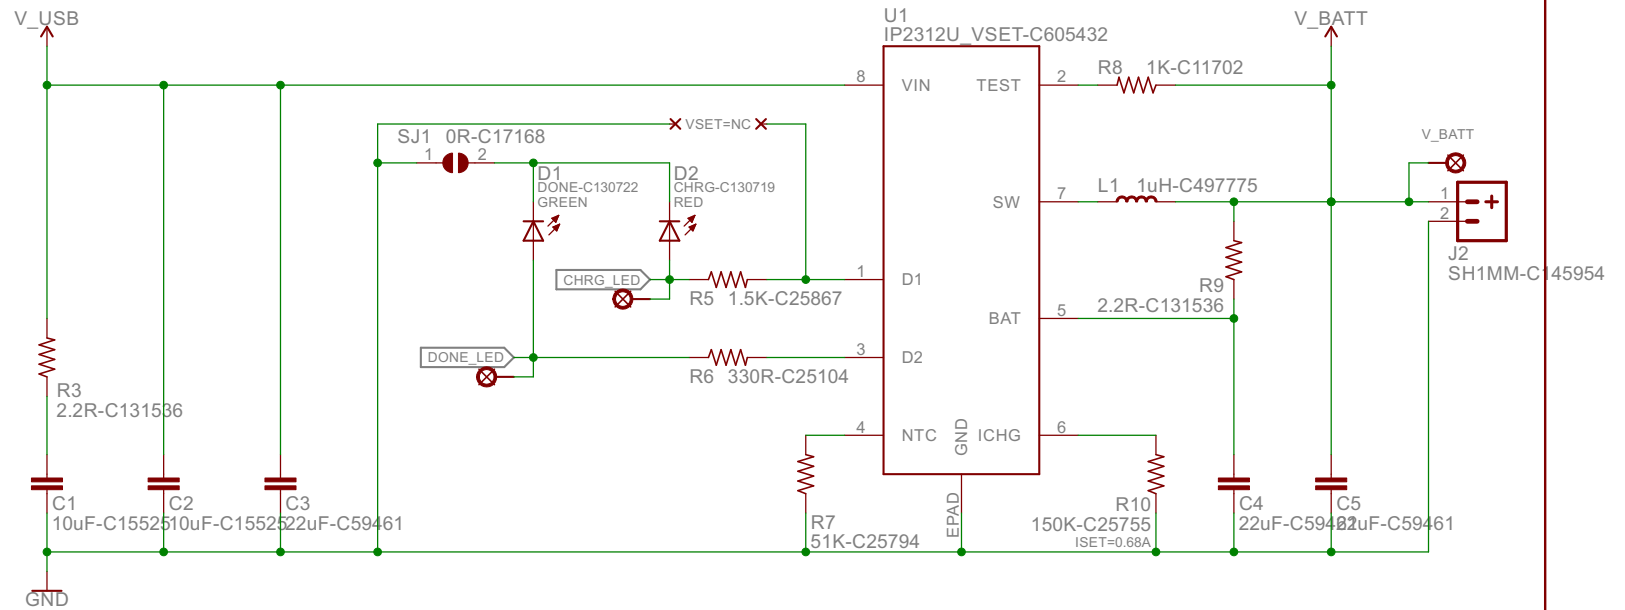 V_USB
U1
IP2312U_VSET-C605432
V_BATT
8
VIN
TEST
2
R8 1K-C11702
VSET=NC
V_BATT
SJ1 0R-C17168
1
2
D1
DONE-C130722
GREEN
D2
CHRG-C130719
RED
SW
7
L1 1uH-C497775
1
2
+
J2
SH1MM-C145954
CHRG_LED
R5 1.5K-C25867
1
D1
R9
2.2R-C131536
BAT
5
DONE_LED
R6 330R-C25104
3
D2
R3
2.2R-C131536
4
NTC
GND
ICHG
6
C1
10uF-C15525
C2
10uF-C15525
C3
22uF-C59461
R7
51K-C25794
EPAD
R10
150K-C25755
ISET=0.68A
C4
22uF-C59461
C5
22uF-C59461
GND